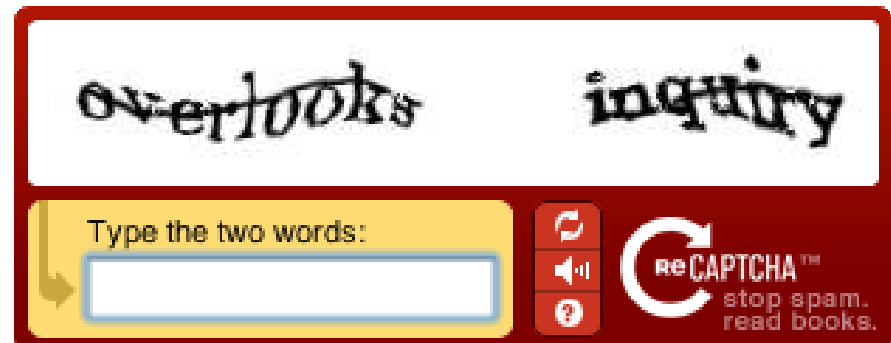 overlooks inquiry
Type the two words:
ReCAPTCHA™
stop spam.
read books.